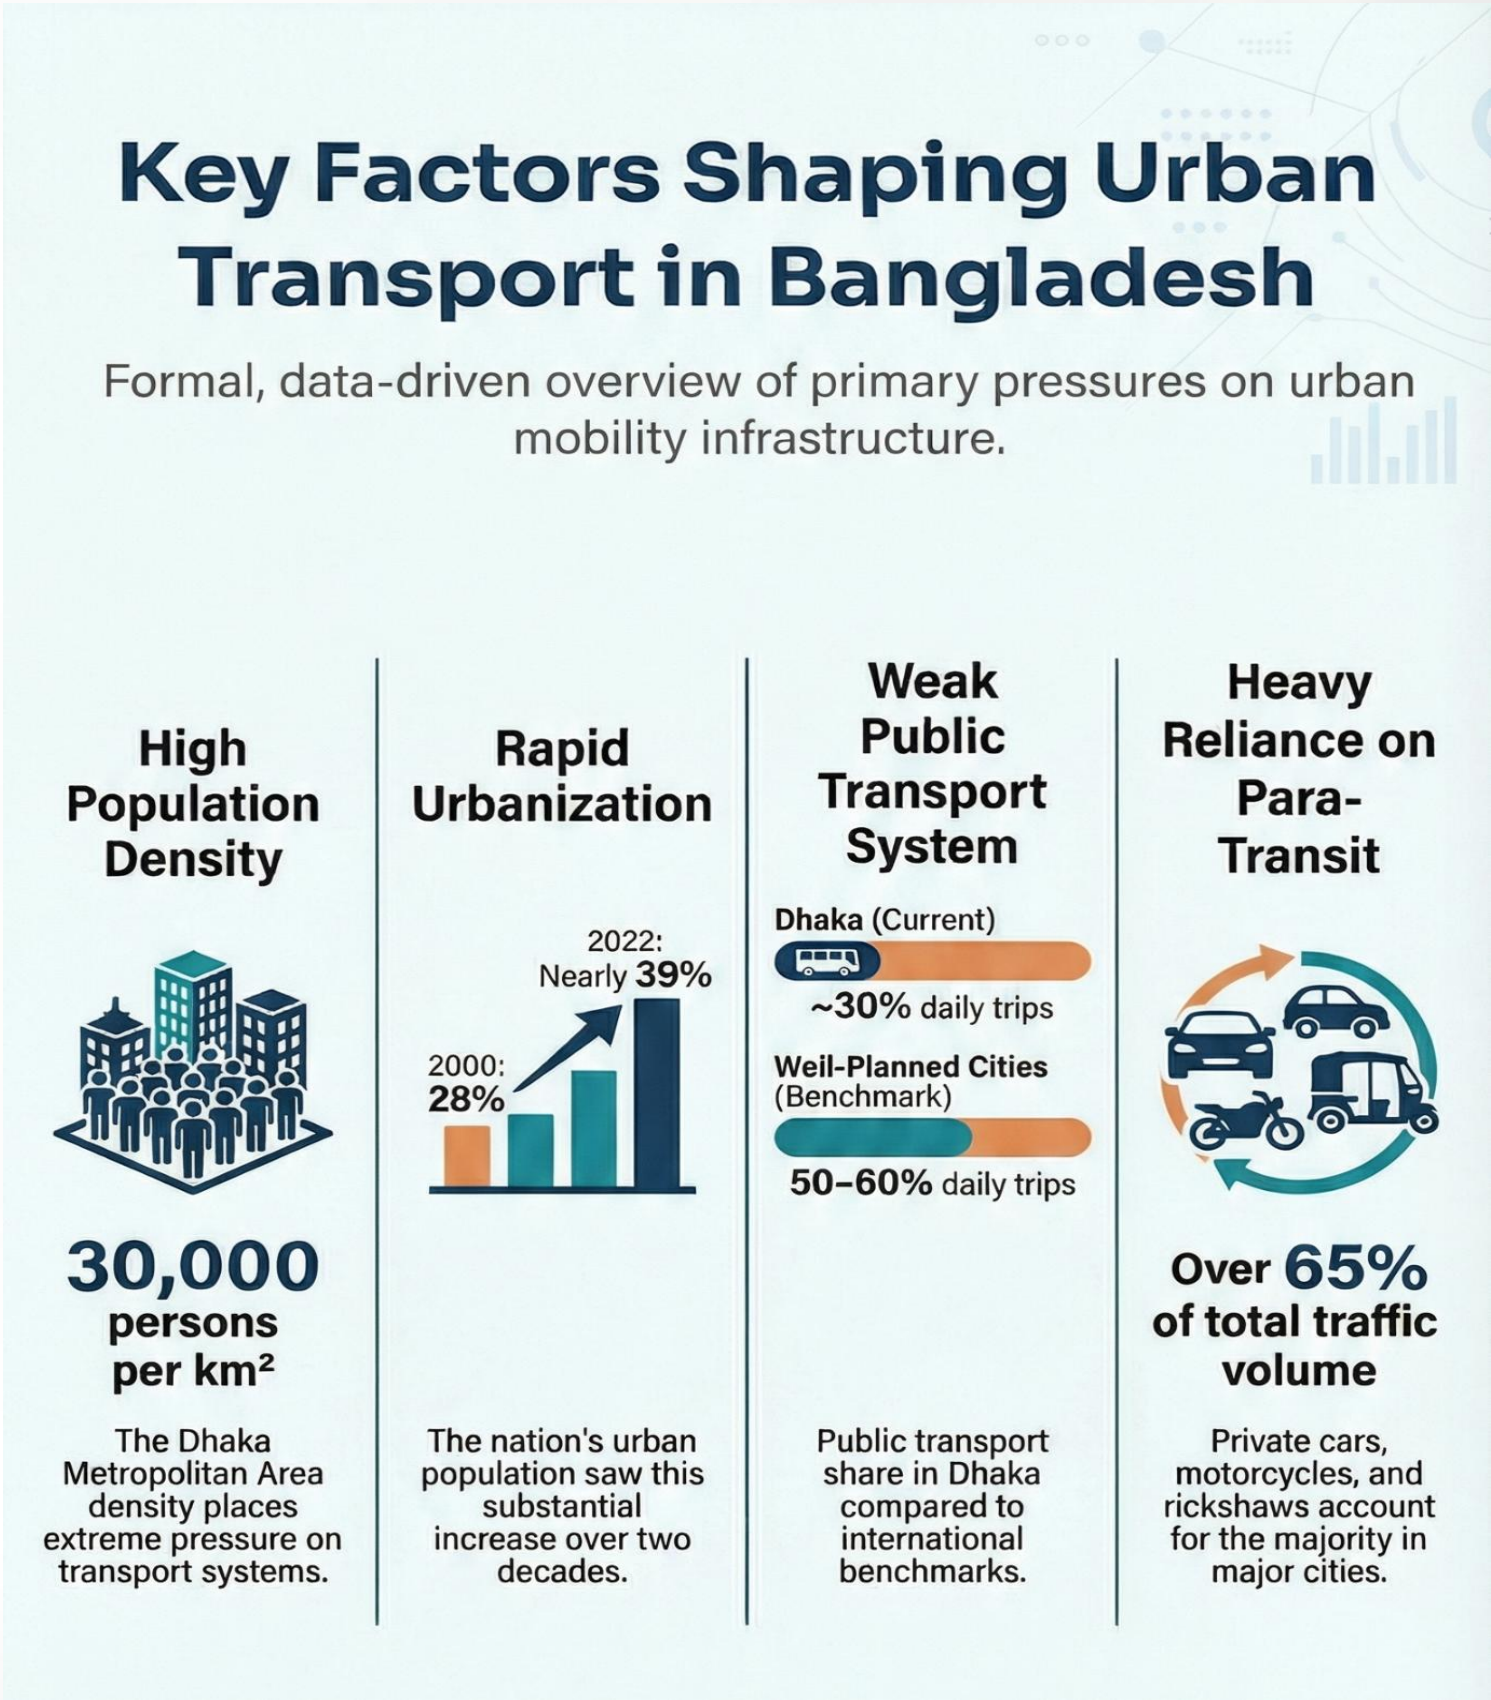 Key Factors Shaping Urban
Transport in Bangladesh
Formal, data-driven overview of primary pressures on urban
mobility infrastructure.
High
Population
Density
30,000
persons
per km²
The Dhaka
Metropolitan Area
density places
extreme pressure on
transport systems.
Rapid
Urbanization
2022:
Nearly 39%
2000:
28%
The nation's urban
population saw this
substantial
increase over two
decades.
Weak
Public
Transport
System
Dhaka (Current)
~30% daily trips
Weil-Planned Cities
(Benchmark)
50–60% daily trips
Public transport
share in Dhaka
compared to
international
benchmarks.
Heavy
Reliance on
Para-
Transit
Over 65%
of total traffic
volume
Private cars,
motorcycles, and
rickshaws account
for the majority in
major cities.